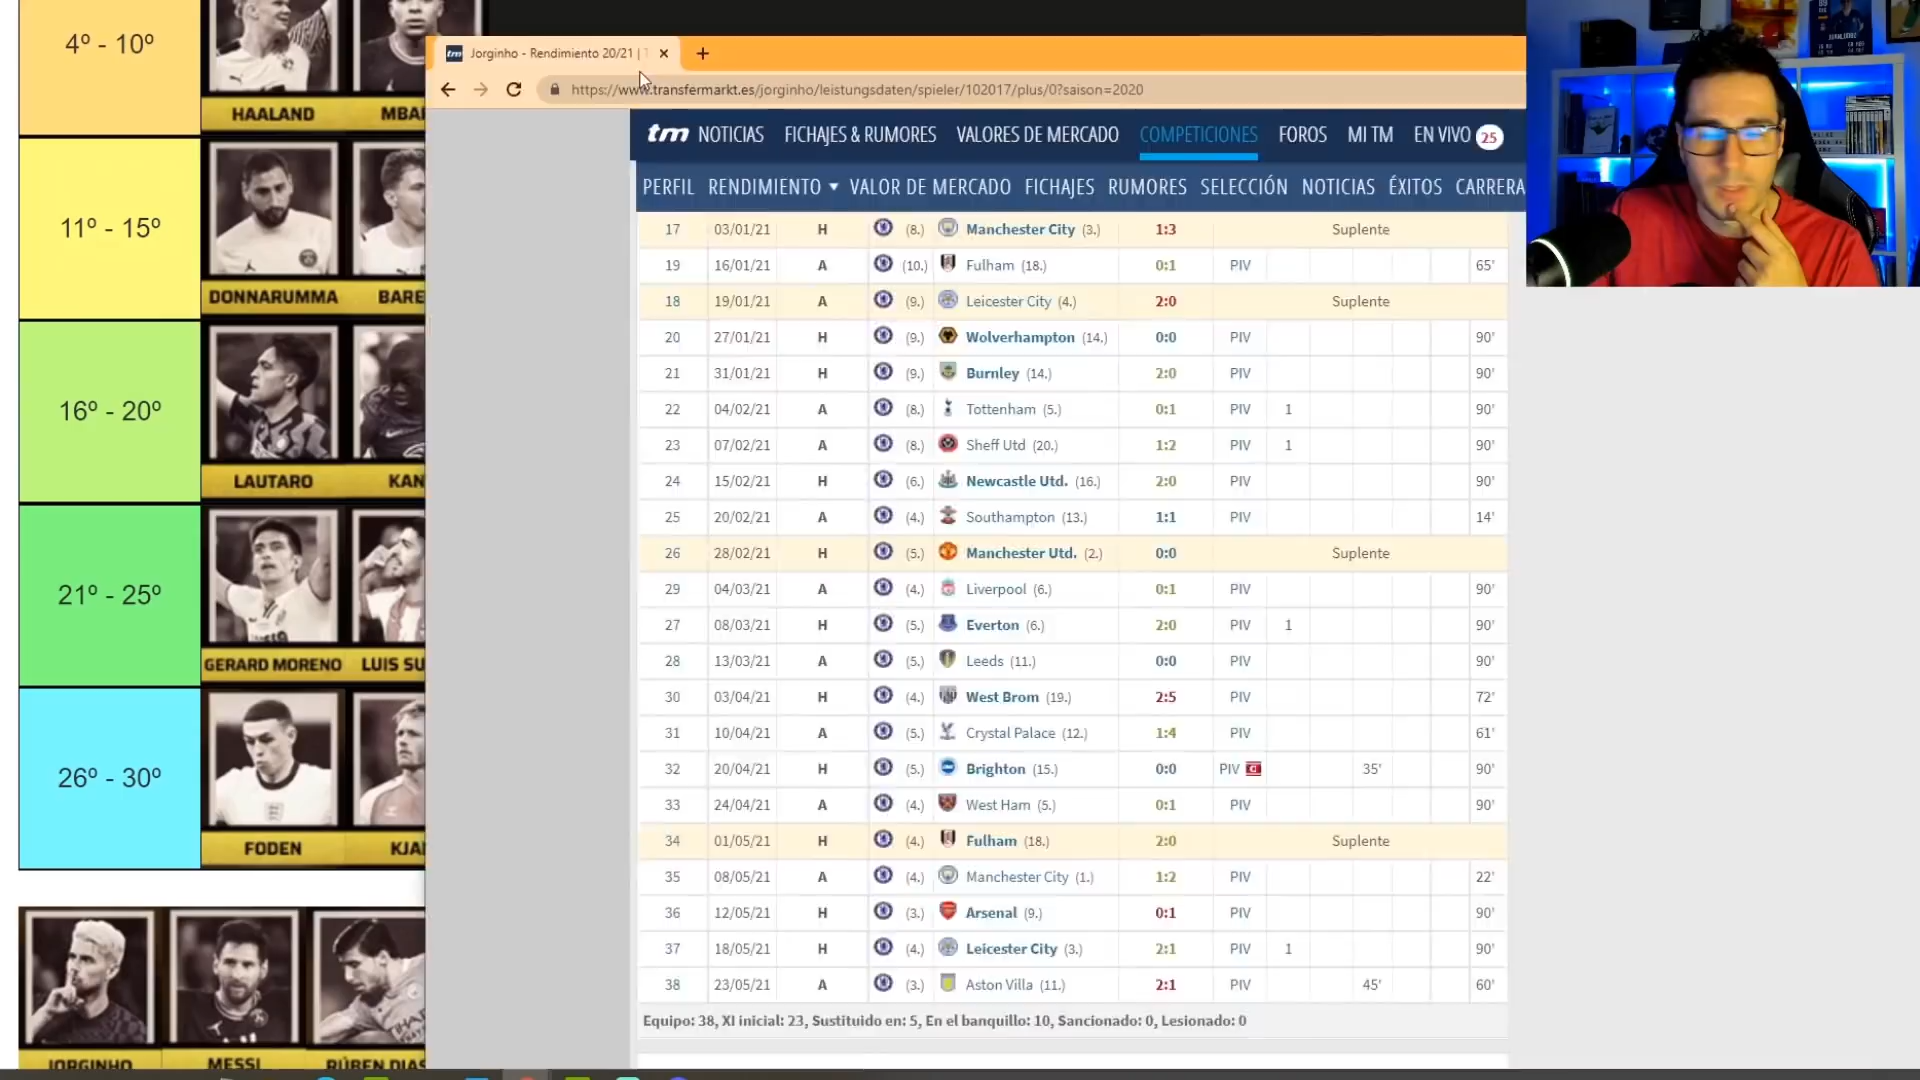 4º - 10º
HAALAND
11º - 15º
DONNARUMMA
16º - 20º
LAUTARO
21º - 25º
GERARD MORENO
26º - 30º
FODEN
JORGINHO MESSI RÚBEN DIAS
Jorginho - Rendimiento 20/21 |
https://www.transfermarkt.es/jorginho/leistungsdaten/spieler/102017/plus/0?saison=2020
tm NOTICIAS FICHAJES & RUMORES VALORES DE MERCADO COMPETICIONES FOROS MI TM EN VIVO 25
PERFIL RENDIMIENTO VALOR DE MERCADO FICHAJES RUMORES SELECCIÓN NOTICIAS ÉXITOS CARRERA
17 03/01/21 H (8.) Manchester City (3.) 1:3 Suplente
19 16/01/21 A (10.) Fulham (18.) 0:1 PIV 65'
18 19/01/21 A (9.) Leicester City (4.) 2:0 Suplente
20 27/01/21 H (9.) Wolverhampton (14.) 0:0 PIV 90'
21 31/01/21 H (9.) Burnley (14.) 2:0 PIV 90'
22 04/02/21 A (8.) Tottenham (5.) 0:1 PIV 1 90'
23 07/02/21 A (8.) Sheff Utd (20.) 1:2 PIV 1 90'
24 15/02/21 H (6.) Newcastle Utd. (16.) 2:0 PIV 90'
25 20/02/21 A (4.) Southampton (13.) 1:1 PIV 14'
26 28/02/21 H (5.) Manchester Utd. (2.) 0:0 Suplente
29 04/03/21 A (4.) Liverpool (6.) 0:1 PIV 90'
27 08/03/21 H (5.) Everton (6.) 2:0 PIV 1 90'
28 13/03/21 A (5.) Leeds (11.) 0:0 PIV 90'
30 03/04/21 H (4.) West Brom (19.) 2:5 PIV 72'
31 10/04/21 A (5.) Crystal Palace (12.) 1:4 PIV 61'
32 20/04/21 H (5.) Brighton (15.) 0:0 PIV 35' 90'
33 24/04/21 A (4.) West Ham (5.) 0:1 PIV 90'
34 01/05/21 H (4.) Fulham (18.) 2:0 Suplente
35 08/05/21 A (4.) Manchester City (1.) 1:2 PIV 22'
36 12/05/21 H (3.) Arsenal (9.) 0:1 PIV 90'
37 18/05/21 H (4.) Leicester City (3.) 2:1 PIV 1 90'
38 23/05/21 A (3.) Aston Villa (11.) 2:1 PIV 45' 60'
Equipo: 38, XI inicial: 23, Sustituido en: 5, En el banquillo: 10, Sancionado: 0, Lesionado: 0